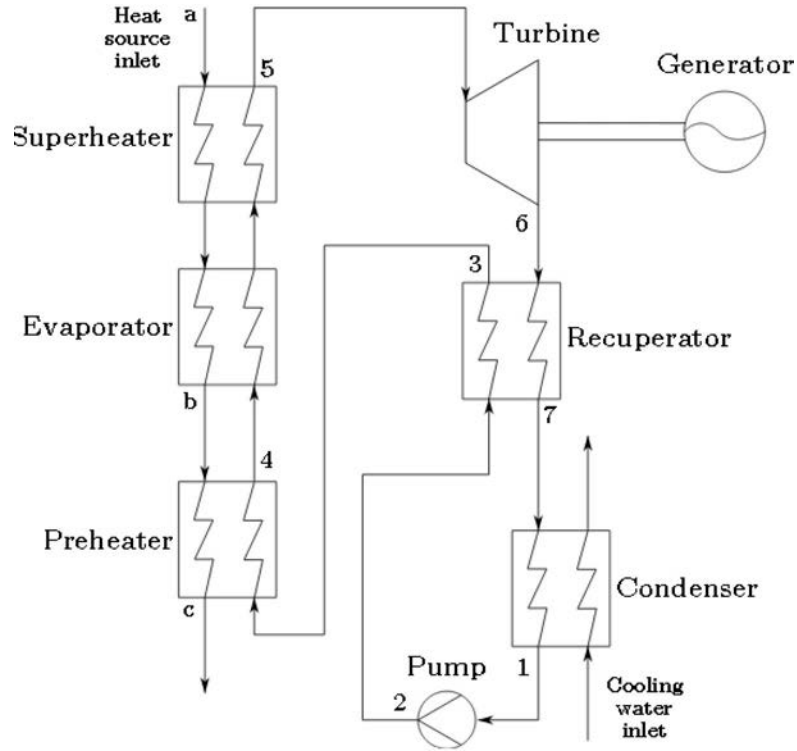 Heat
source
inlet
a
5
Turbine
Generator
Superheater
6
3
Evaporator
Recuperator
b
7
4
Preheater
Condenser
c
Pump
1
2
Cooling
water
inlet